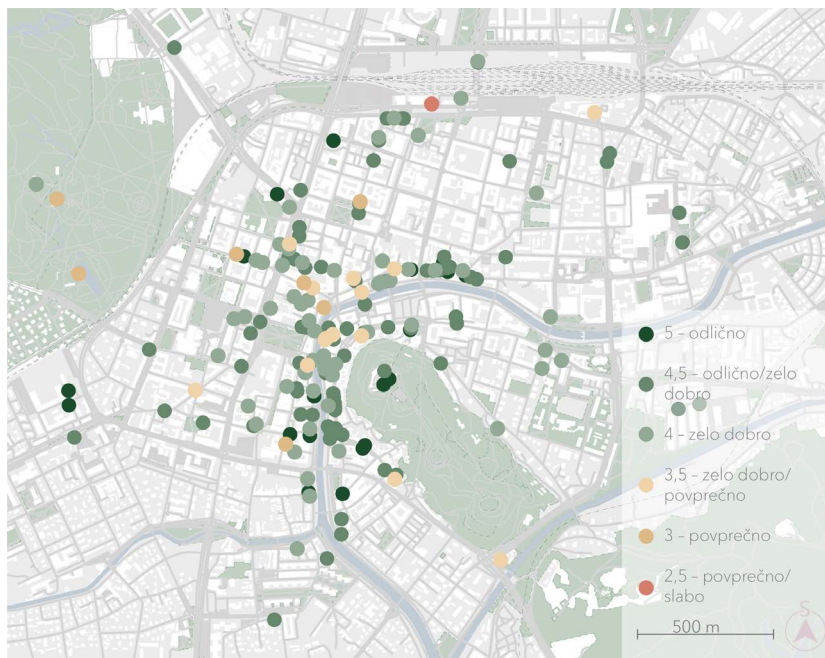 5 - odlično
4,5 - odlično/zelo
dobro
4 - zelo dobro
3,5 - zelo dobro/
povprečno
3 - povprečno
2,5 - povprečno/
slabo
S
500 m